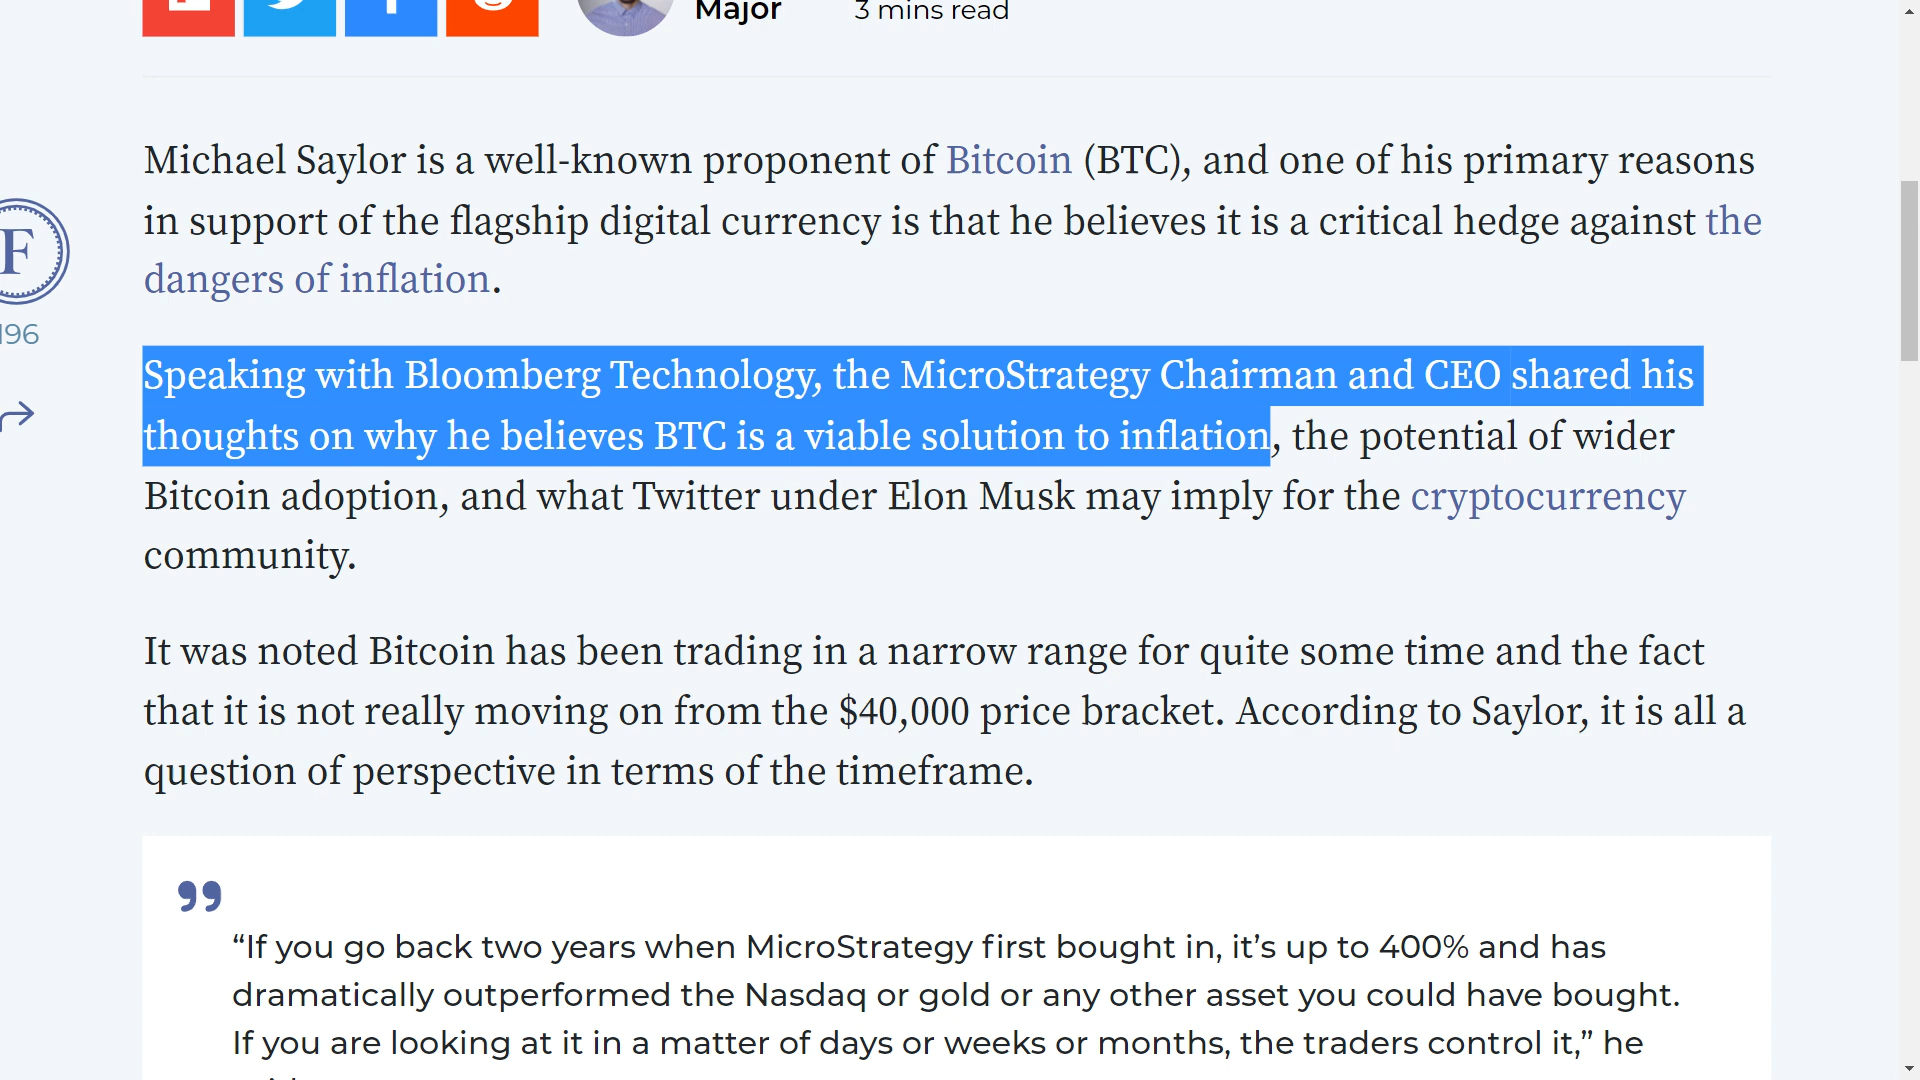 Major
3 mins read
Michael Saylor is a well-known proponent of Bitcoin (BTC), and one of his primary reasons
in support of the flagship digital currency is that he believes it is a critical hedge against the
dangers of inflation.
F
196
Speaking with Bloomberg Technology, the MicroStrategy Chairman and CEO shared his
thoughts on why he believes BTC is a viable solution to inflation, the potential of wider
Bitcoin adoption, and what Twitter under Elon Musk may imply for the cryptocurrency
community.
It was noted Bitcoin has been trading in a narrow range for quite some time and the fact
that it is not really moving on from the $40,000 price bracket. According to Saylor, it is all a
question of perspective in terms of the timeframe.
”
“If you go back two years when MicroStrategy first bought in, it’s up to 400% and has
dramatically outperformed the Nasdaq or gold or any other asset you could have bought.
If you are looking at it in a matter of days or weeks or months, the traders control it,” he